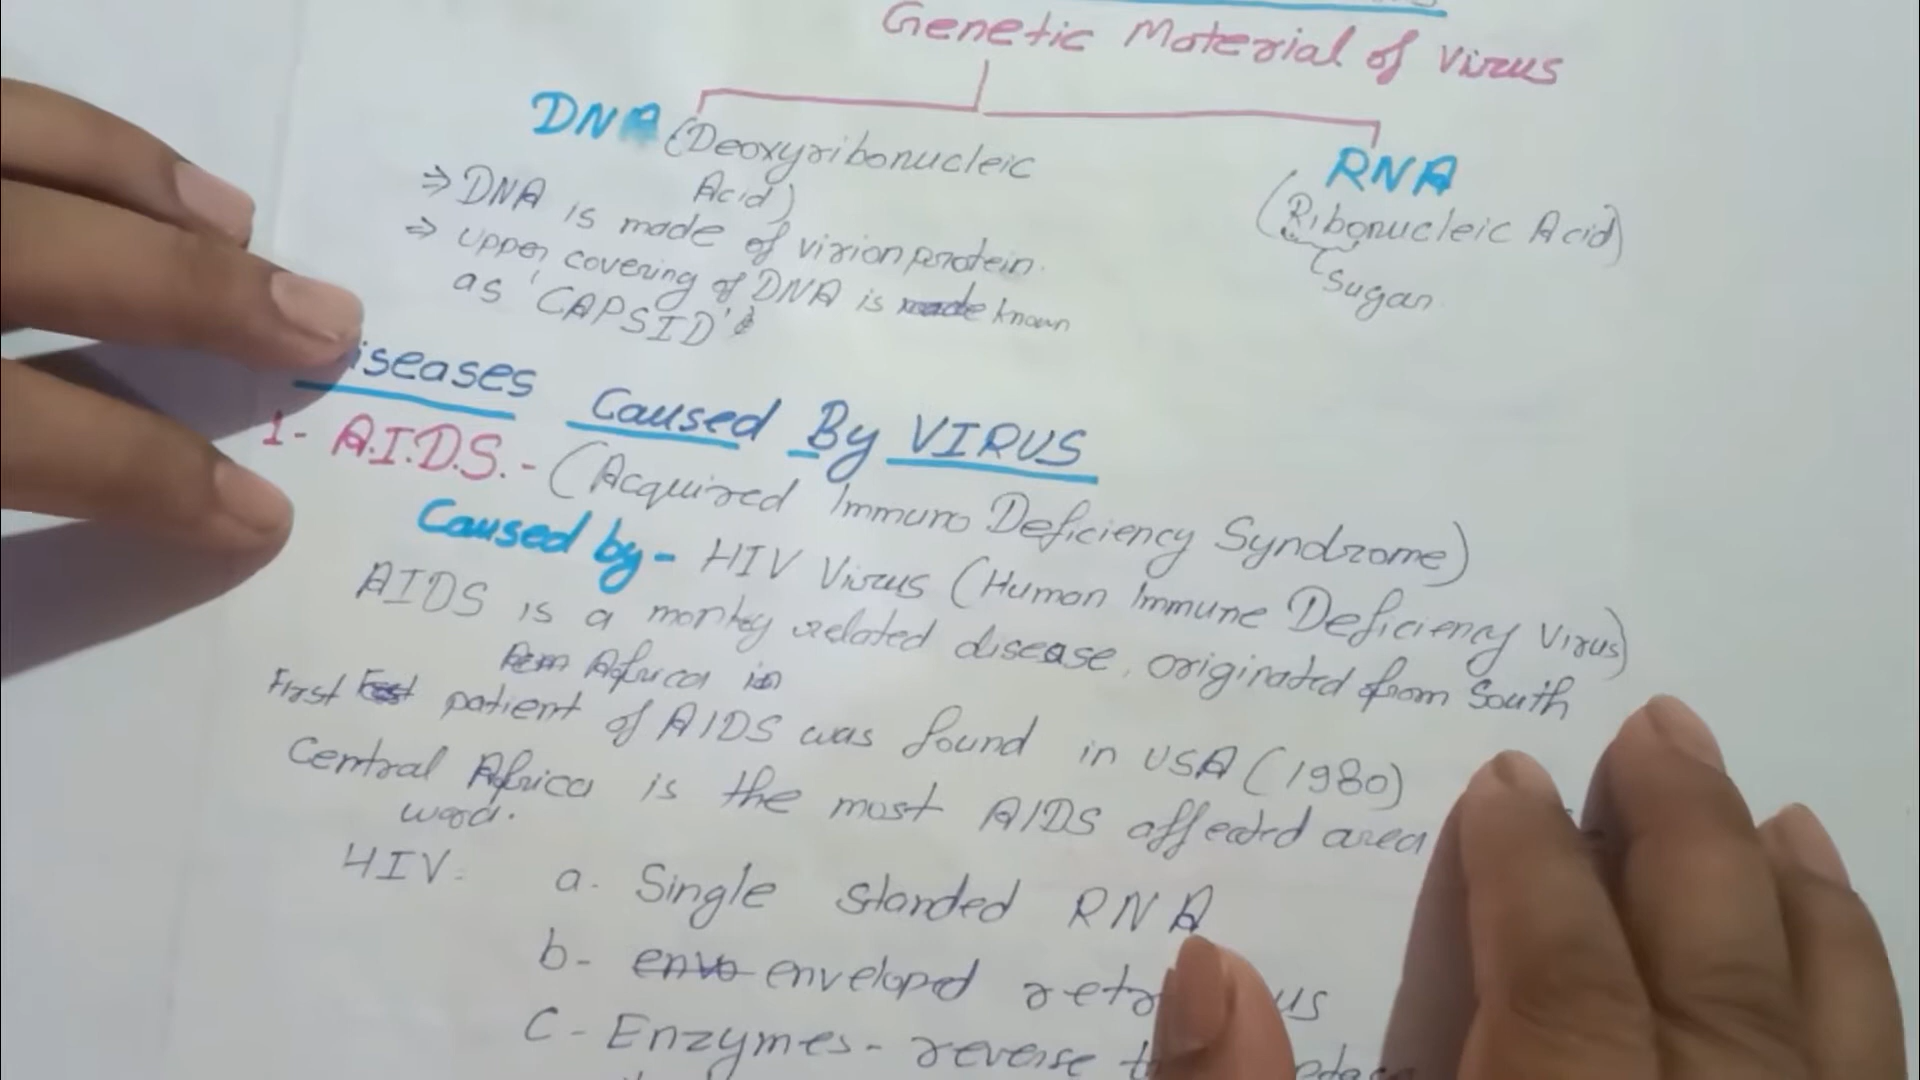 Genetic Material of Virus
DNA (Deoxyribonucleic
Acid)
RNA
(Ribonucleic Acid)
Sugar
⇒ DNA is made of virion protein.
⇒ upper covering of DNA is made known
as 'CAPSID'
iseases Caused By VIRUS
1- A.I.D.S. - (Acquired Immuno Deficiency Syndrome)
Caused by - HIV Virus (Human Immune Deficiency Virus)
AIDS is a monkey related disease, originated from South
Africa in
First patient of AIDS was found in USA (1980)
Central Africa is the most AIDS affected area
HIV: a. Single standed RNA
b- envo enveloped retr us
C- Enzymes- reverse t